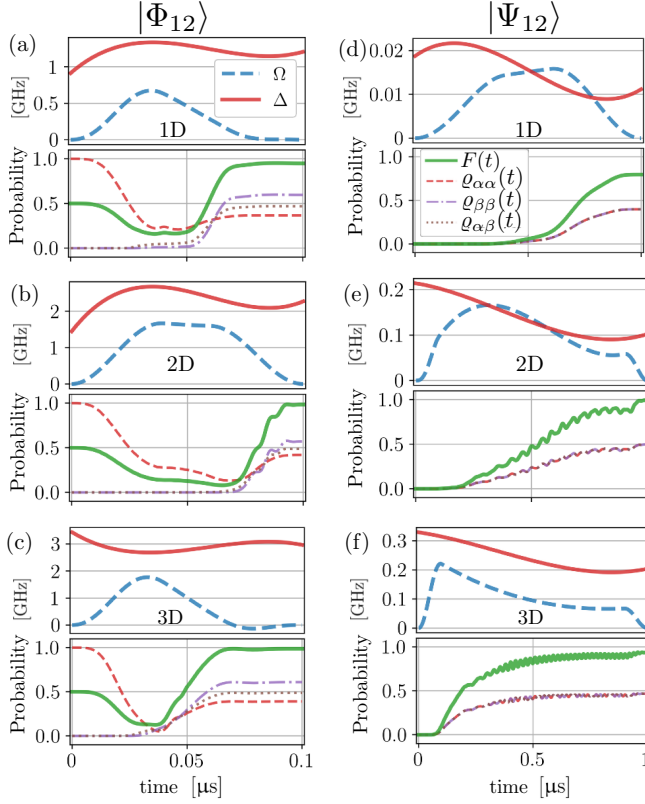 |Φ₁₂⟩
|Ψ₁₂⟩
(a)
[GHz]
1
0.5
0
Ω
Δ
1D
Probability
1.0
0.5
0.0
(b)
[GHz]
2
1
0
2D
Probability
1.0
0.5
0.0
(c)
[GHz]
3
2
1
0
3D
Probability
1.0
0.5
0.0
0
0.05
0.1
time [μs]
(d)
[GHz]
0.02
0.01
0
1D
Probability
1.0
0.5
0.0
F(t)
ϱαα(t)
ϱββ(t)
ϱαβ(t)
(e)
[GHz]
0.2
0.1
0
2D
Probability
1.0
0.5
0.0
(f)
[GHz]
0.3
0.2
0.1
0
3D
Probability
1.0
0.5
0.0
0
0.5
1
time [μs]